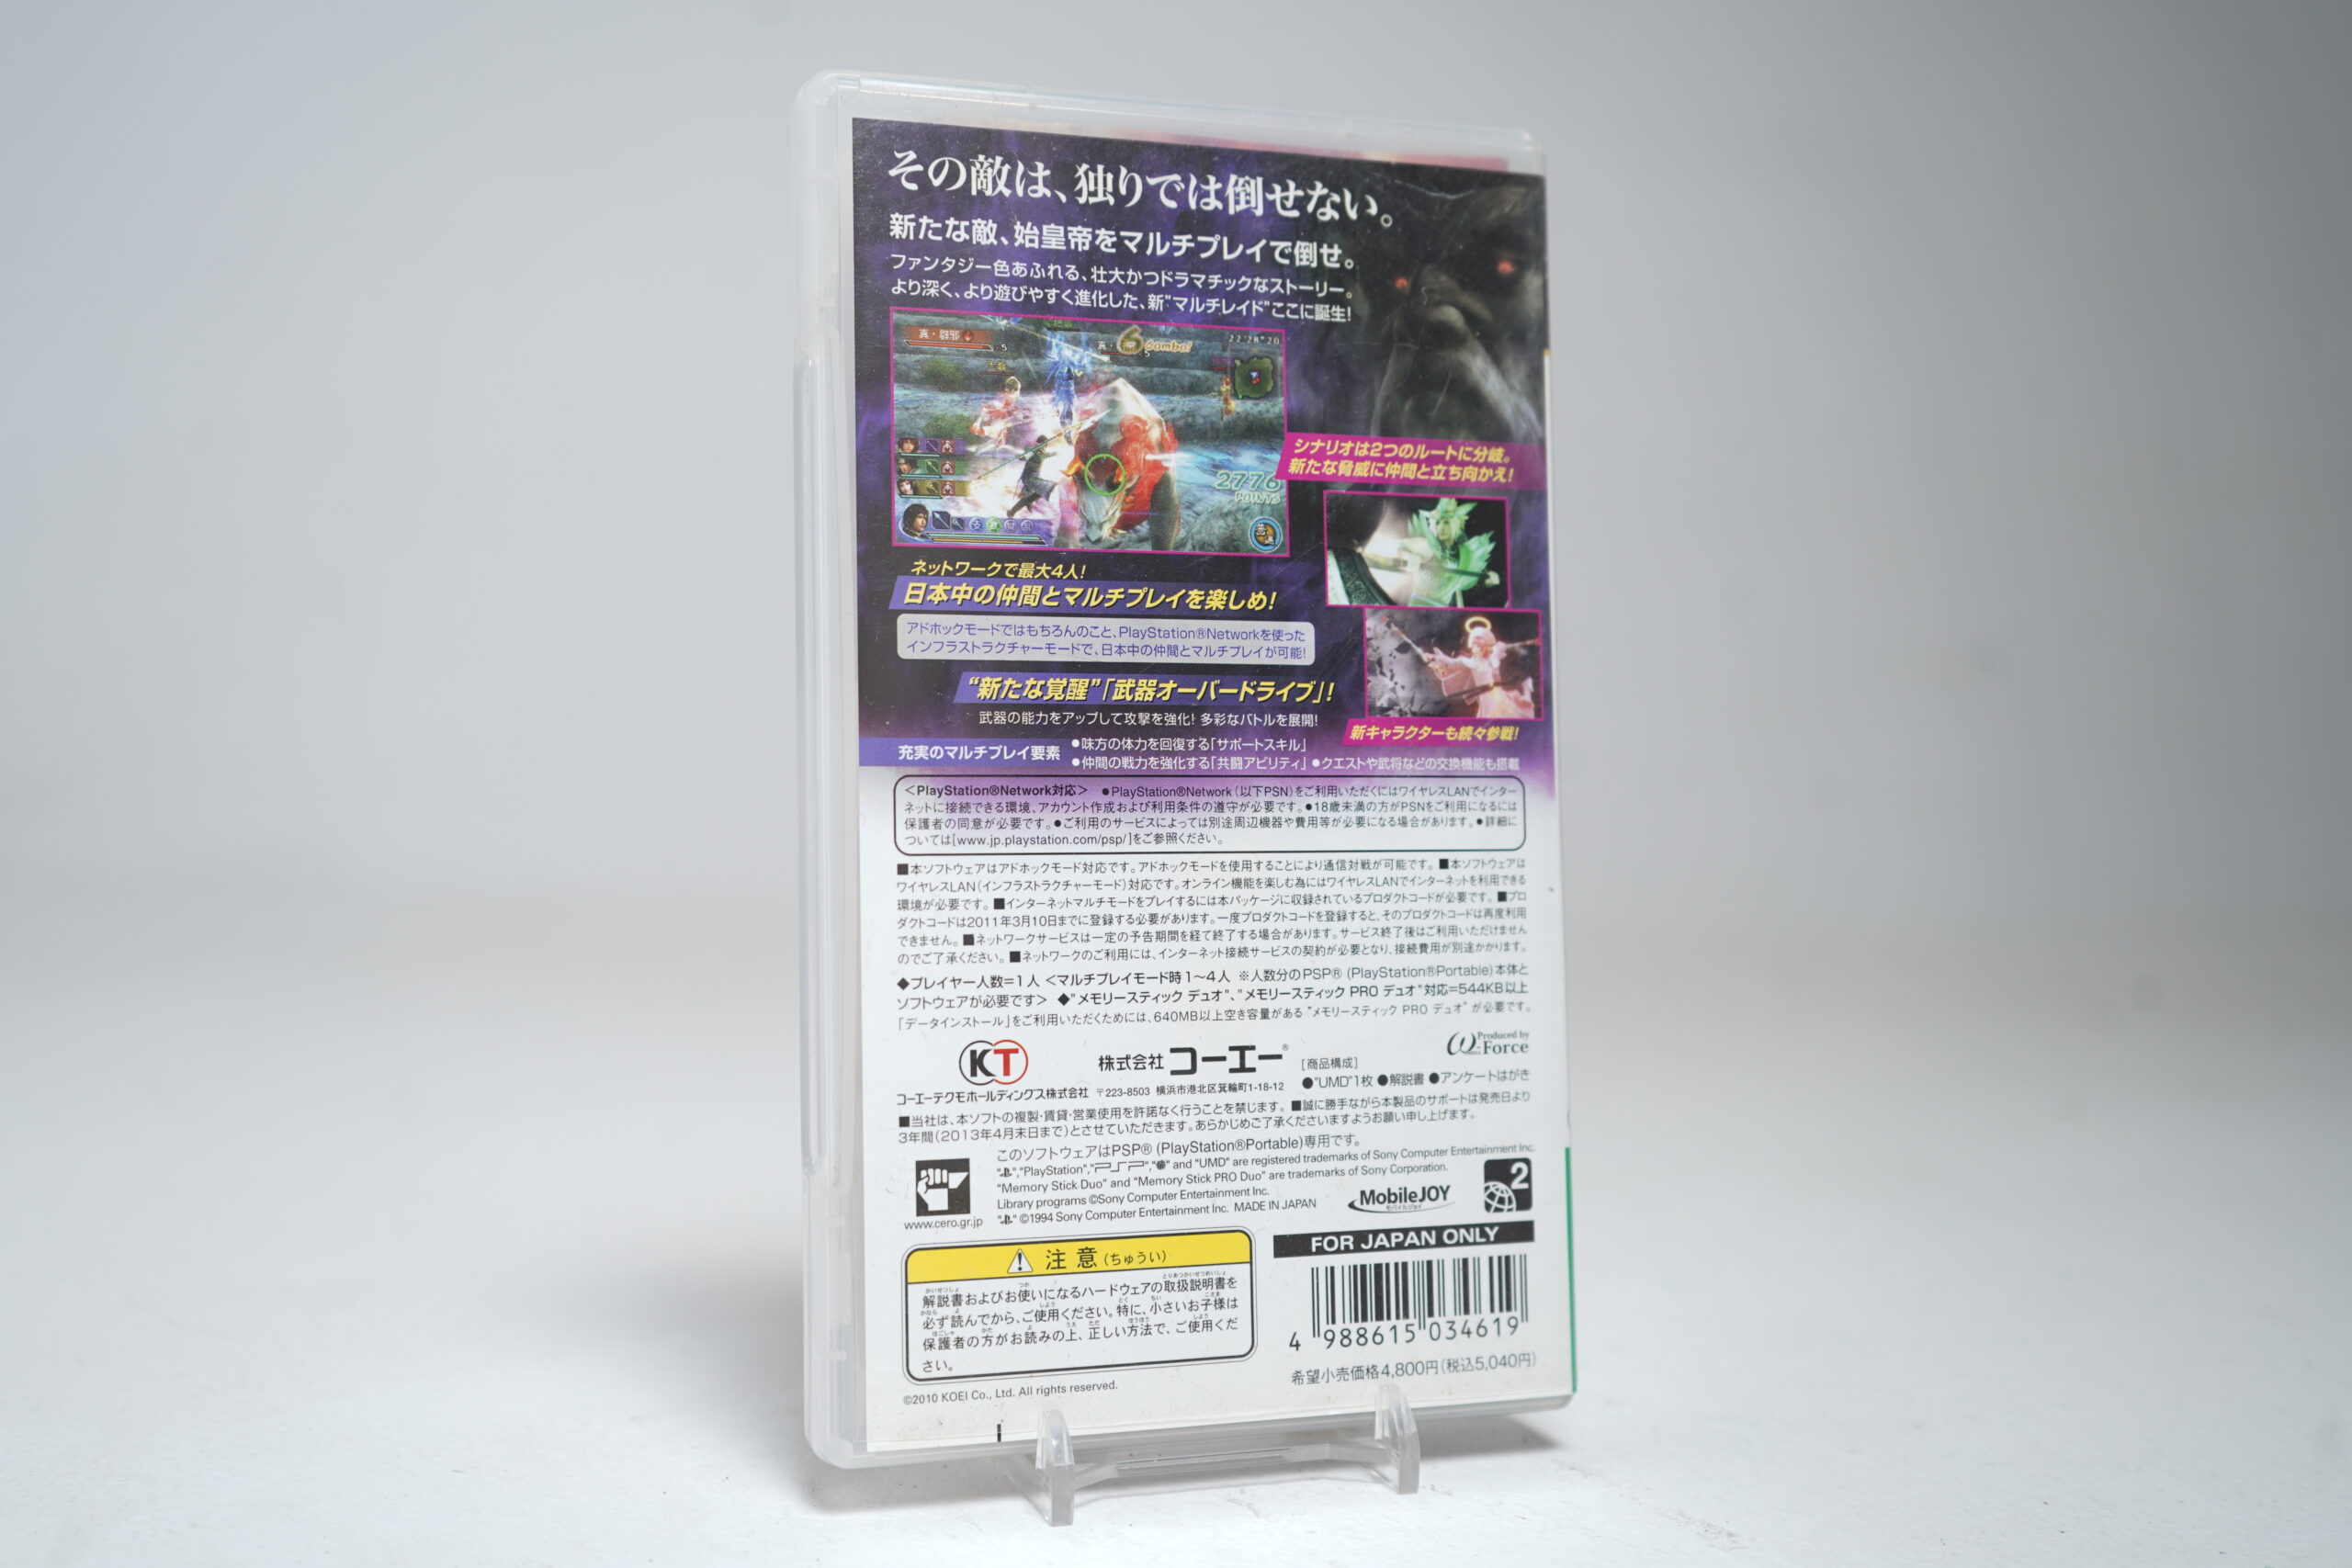 その敵は、独りでは倒せない。
新たな敵、始皇帝をマルチプレイで倒せ。
ファンタジー色あふれる、壮大かつドラマチックなストーリー。
より深く、より遊びやすく進化した、新"マルチレイド"ここに誕生!
真・辟邪
6 Combo!
22'28"20
2776
POINTS
シナリオは2つのルートに分岐。
新たな脅威に仲間と立ち向かえ!
ネットワークで最大4人!
日本中の仲間とマルチプレイを楽しめ!
アドホックモードではもちろんのこと、PlayStation®Networkを使った
インフラストラクチャーモードで、日本中の仲間とマルチプレイが可能!
"新たな覚醒"「武器オーバードライブ」!
武器の能力をアップして攻撃を強化! 多彩なバトルを展開!
新キャラクターも続々参戦!
充実のマルチプレイ要素 ●味方の体力を回復する「サポートスキル」
●仲間の戦力を強化する「共闘アビリティ」 ●クエストや武将などの交換機能も搭載
<PlayStation®Network対応> ●PlayStation®Network(以下PSN)をご利用いただくにはワイヤレスLANでインター
ネットに接続できる環境、アカウント作成および利用条件の遵守が必要です。●18歳未満の方がPSNをご利用になるには
保護者の同意が必要です。●ご利用のサービスによっては別途周辺機器や費用等が必要になる場合があります。●詳細に
ついては[www.jp.playstation.com/psp/]をご参照ください。
■本ソフトウェアはアドホックモード対応です。アドホックモードを使用することにより通信対戦が可能です。■本ソフトウェアは
ワイヤレスLAN(インフラストラクチャーモード)対応です。オンライン機能を楽しむ為にはワイヤレスLANでインターネットを利用できる
環境が必要です。■インターネットマルチモードをプレイするには本パッケージに収録されているプロダクトコードが必要です。■プロ
ダクトコードは2011年3月10日までに登録する必要があります。一度プロダクトコードを登録すると、そのプロダクトコードは再度利用
できません。■ネットワークサービスは一定の予告期間を経て終了する場合があります。サービス終了後はご利用いただけません
のでご了承ください。■ネットワークのご利用には、インターネット接続サービスの契約が必要となり、接続費用が別途かかります。
◆プレイヤー人数=1人 <マルチプレイモード時1～4人 ※人数分のPSP®(PlayStation®Portable)本体と
ソフトウェアが必要です> ◆"メモリースティック デュオ"、"メモリースティック PRO デュオ"対応=544KB以上
「データインストール」をご利用いただくためには、640MB以上空き容量がある "メモリースティック PRO デュオ" が必要です。
KT
コーエーテクモホールディングス株式会社
株式会社コーエー®
〒223-8503 横浜市港北区箕輪町1-18-12
[商品構成]
●"UMD"1枚 ●解説書 ●アンケートはがき
Produced by
ω-Force
■当社は、本ソフトの複製・賃貸・営業使用を許諾なく行うことを禁じます。■誠に勝手ながら本製品のサポートは発売日より
3年間(2013年4月末日まで)とさせていただきます。あらかじめご了承くださいますようお願い申し上げます。
このソフトウェアはPSP®(PlayStation®Portable)専用です。
"PlayStation","PSP" and "UMD" are registered trademarks of Sony Computer Entertainment Inc.
"Memory Stick Duo" and "Memory Stick PRO Duo" are trademarks of Sony Corporation.
Library programs ©Sony Computer Entertainment Inc.
©1994 Sony Computer Entertainment Inc. MADE IN JAPAN
www.cero.gr.jp
MobileJOY
モバイルジョイ
2
注意(ちゅうい)
解説書およびお使いになるハードウェアの取扱説明書を
必ず読んでから、ご使用ください。特に、小さいお子様は
保護者の方がお読みの上、正しい方法で、ご使用くだ
さい。
FOR JAPAN ONLY
4 988615 034619
希望小売価格4,800円(税込5,040円)
©2010 KOEI Co., Ltd. All rights reserved.